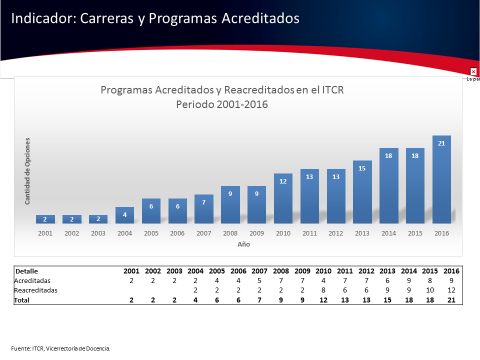 Indicador: Carreras y Programas Acreditados
Programas Acreditados y Reacreditados en el ITCR
Periodo 2001-2016
Cantidad de Opciones
2 2 2 4 6 6 7 9 9 12 13 13 15 18 18 21
2001 2002 2003 2004 2005 2006 2007 2008 2009 2010 2011 2012 2013 2014 2015 2016
Año
Detalle 2001 2002 2003 2004 2005 2006 2007 2008 2009 2010 2011 2012 2013 2014 2015 2016
Acreditadas 2 2 2 2 4 4 5 7 7 4 7 7 6 9 8 9
Reacreditadas 2 2 2 2 2 2 8 6 6 9 9 10 12
Total 2 2 2 4 6 6 7 9 9 12 13 13 15 18 18 21
Fuente: ITCR, Vicerrectoría de Docencia.